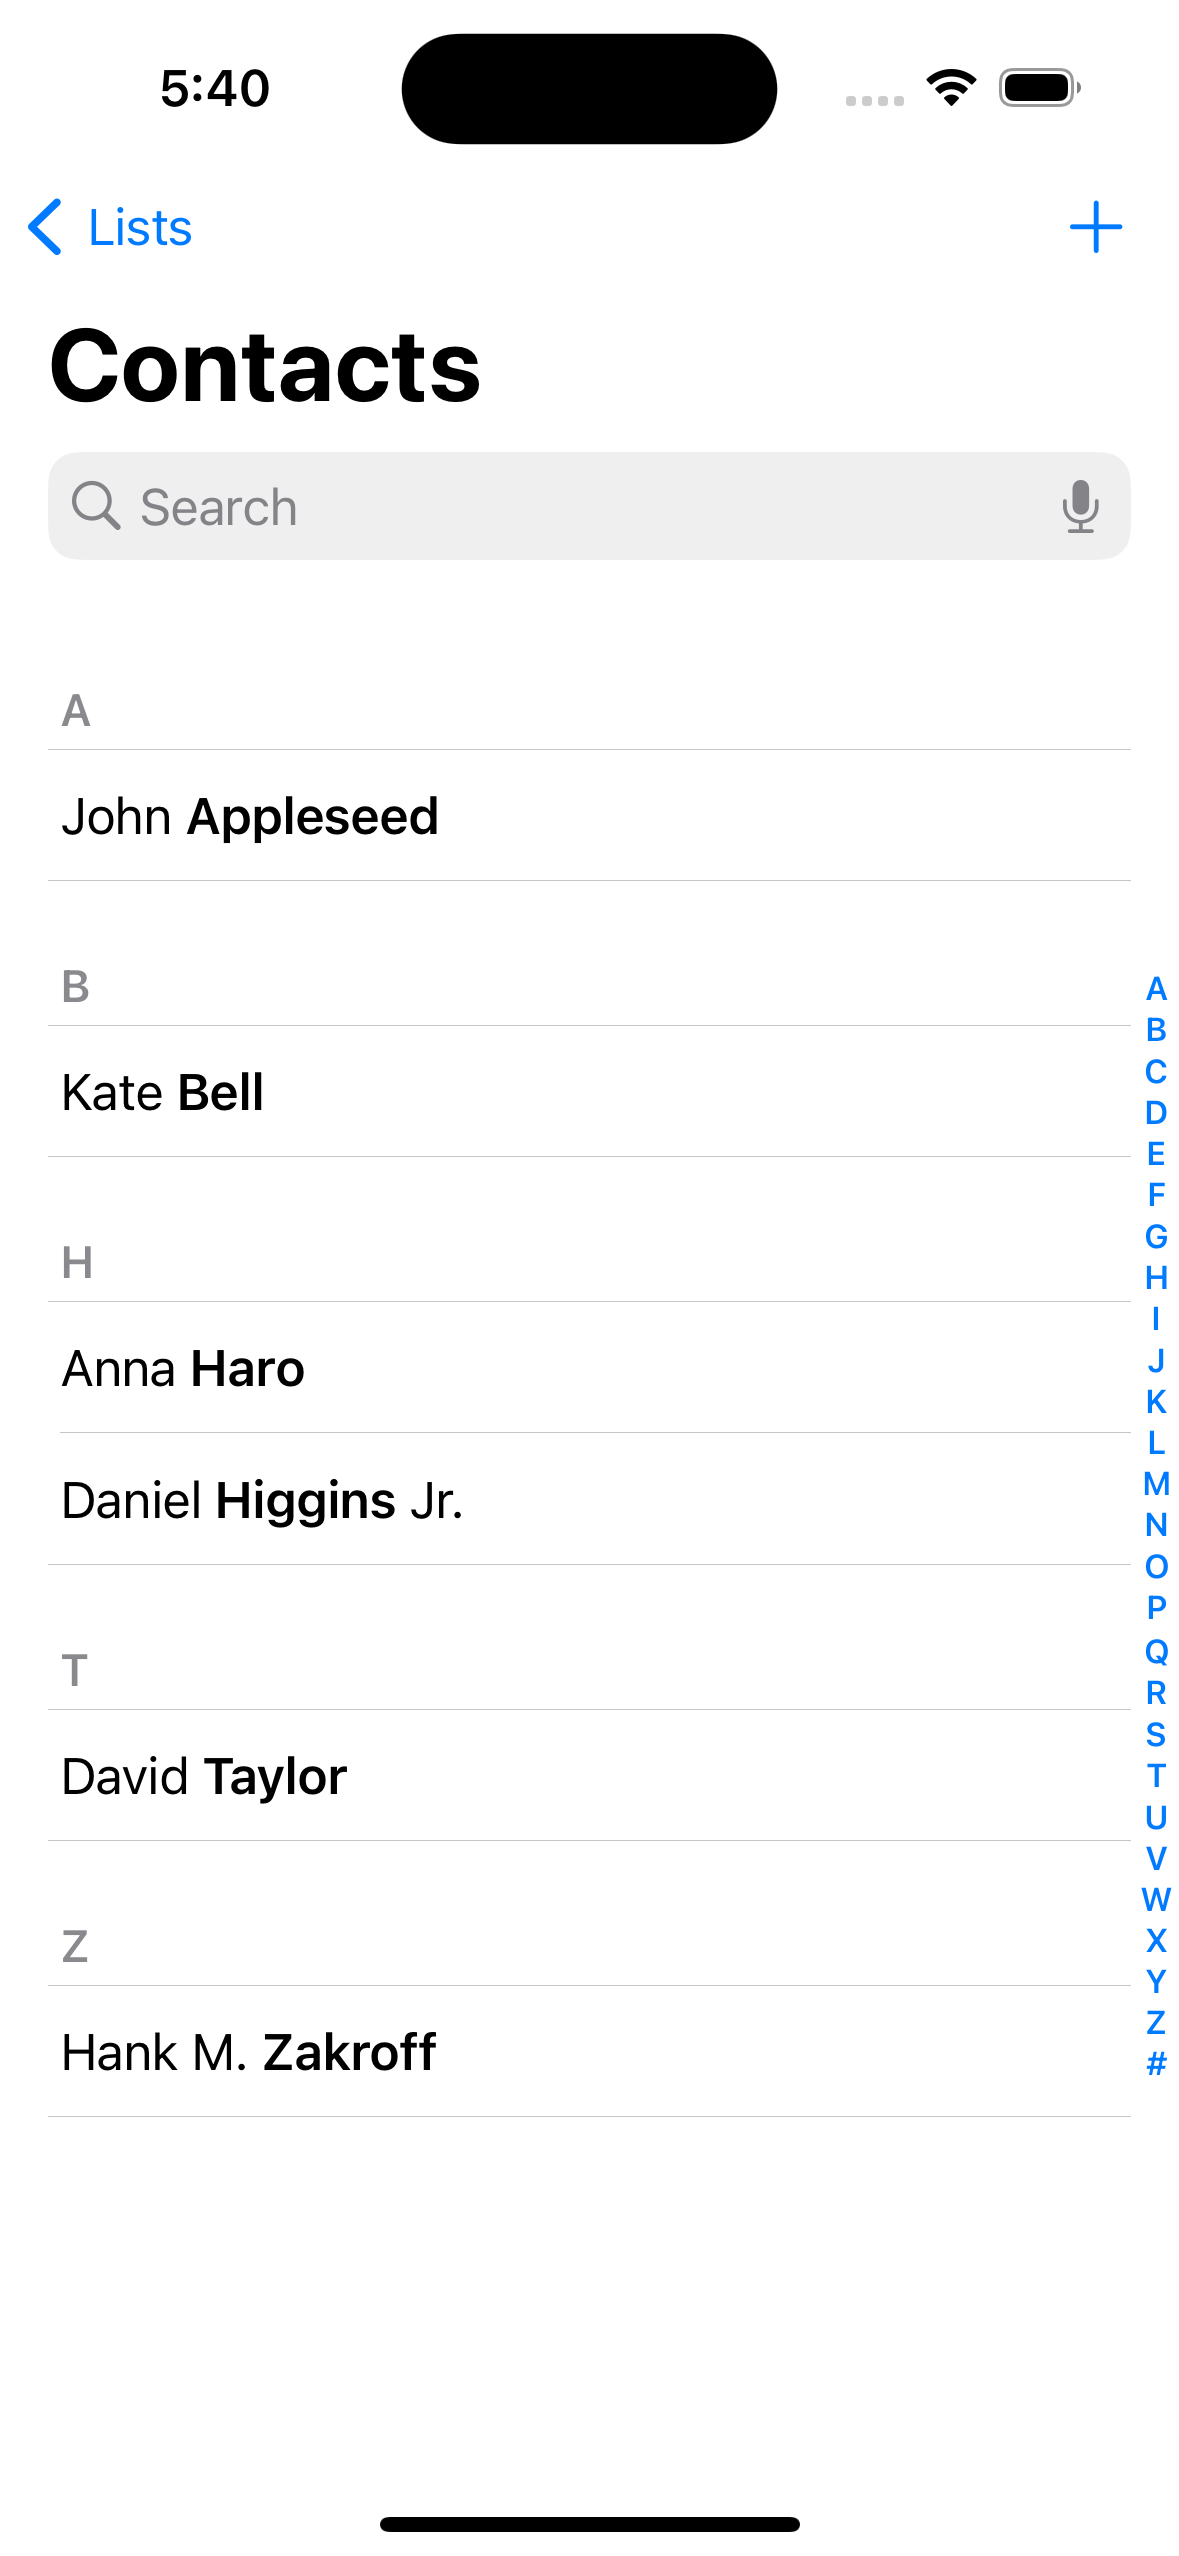 5:40
Lists
Contacts
Search
A
John Appleseed
B
Kate Bell
H
Anna Haro
Daniel Higgins Jr.
T
David Taylor
Z
Hank M. Zakroff
A
B
C
D
E
F
G
H
I
J
K
L
M
N
O
P
Q
R
S
T
U
V
W
X
Y
Z
#